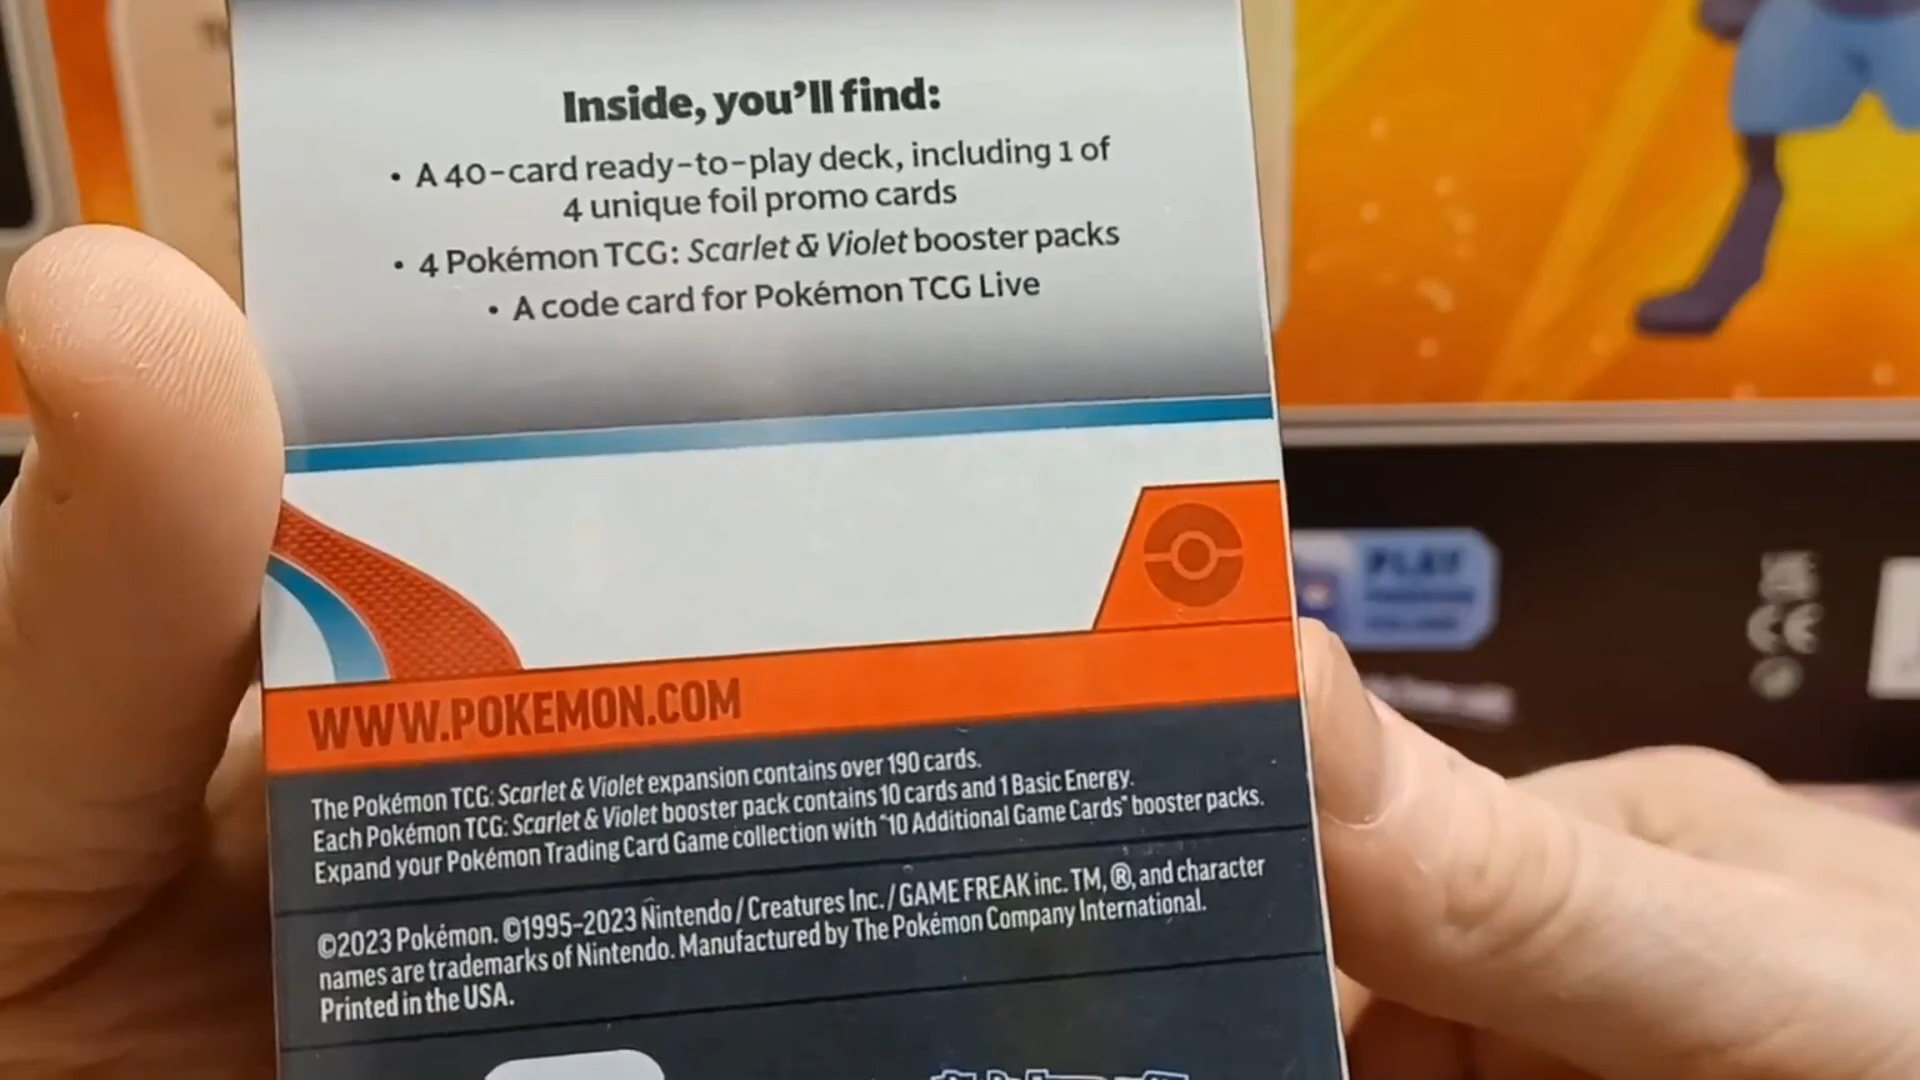 Inside, you'll find:
• A 40-card ready-to-play deck, including 1 of
4 unique foil promo cards
• 4 Pokémon TCG: Scarlet & Violet booster packs
• A code card for Pokémon TCG Live
WWW.POKEMON.COM
The Pokémon TCG: Scarlet & Violet expansion contains over 190 cards.
Each Pokémon TCG: Scarlet & Violet booster pack contains 10 cards and 1 Basic Energy.
Expand your Pokémon Trading Card Game collection with "10 Additional Game Cards" booster packs.
©2023 Pokémon. ©1995–2023 Nintendo / Creatures Inc. / GAME FREAK inc. TM, ®, and character
names are trademarks of Nintendo. Manufactured by The Pokémon Company International.
Printed in the USA.
PLAY
CE